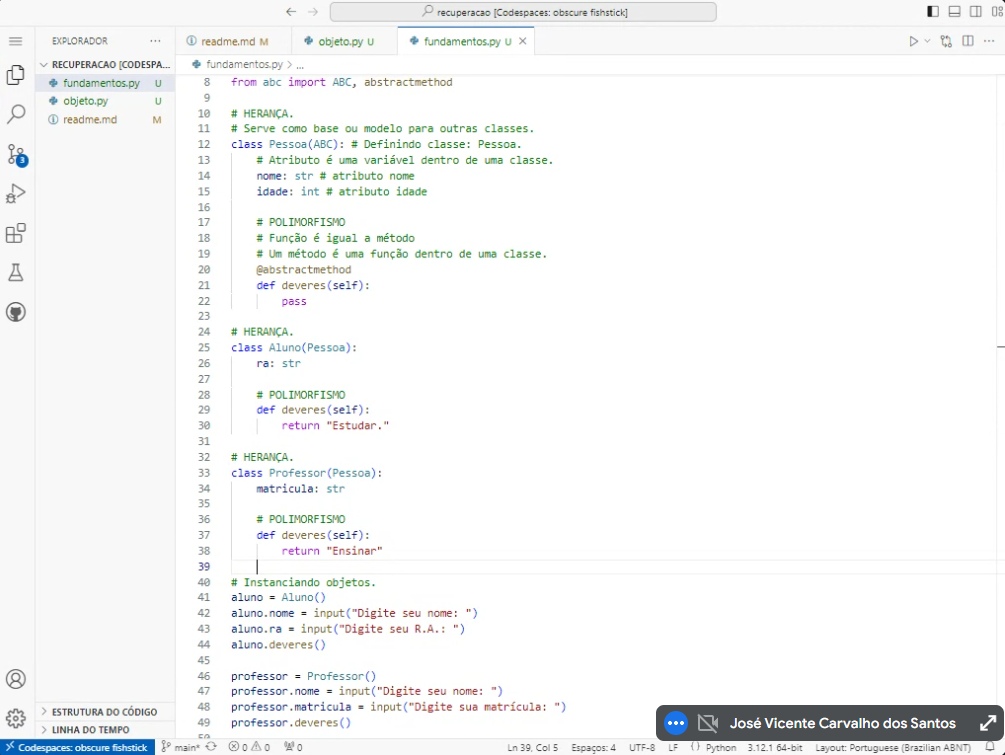 recuperacao [Codespaces: obscure fishstick]
EXPLORADOR
readme.md M
objeto.py U
fundamentos.py U
RECUPERACAO [CODESPA...
fundamentos.py > ...
fundamentos.py U
objeto.py U
readme.md M
3
8 from abc import ABC, abstractmethod
9
10 # HERANÇA.
11 # Serve como base ou modelo para outras classes.
12 class Pessoa(ABC): # Definindo classe: Pessoa.
13 # Atributo é uma variável dentro de uma classe.
14 nome: str # atributo nome
15 idade: int # atributo idade
16
17 # POLIMORFISMO
18 # Função é igual a método
19 # Um método é uma função dentro de uma classe.
20 @abstractmethod
21 def deveres(self):
22 pass
23
24 # HERANÇA.
25 class Aluno(Pessoa):
26 ra: str
27
28 # POLIMORFISMO
29 def deveres(self):
30 return "Estudar."
31
32 # HERANÇA.
33 class Professor(Pessoa):
34 matricula: str
35
36 # POLIMORFISMO
37 def deveres(self):
38 return "Ensinar"
39
40 # Instanciando objetos.
41 aluno = Aluno()
42 aluno.nome = input("Digite seu nome: ")
43 aluno.ra = input("Digite seu R.A.: ")
44 aluno.deveres()
45
46 professor = Professor()
47 professor.nome = input("Digite seu nome: ")
48 professor.matricula = input("Digite sua matrícula: ")
49 professor.deveres()
50
ESTRUTURA DO CÓDIGO
LINHA DO TEMPO
José Vicente Carvalho dos Santos
Codespaces: obscure fishstick main* 0 0 0 Ln 39, Col 5 Espaços: 4 UTF-8 LF Python 3.12.1 64-bit Layout: Portuguese (Brazilian ABNT)